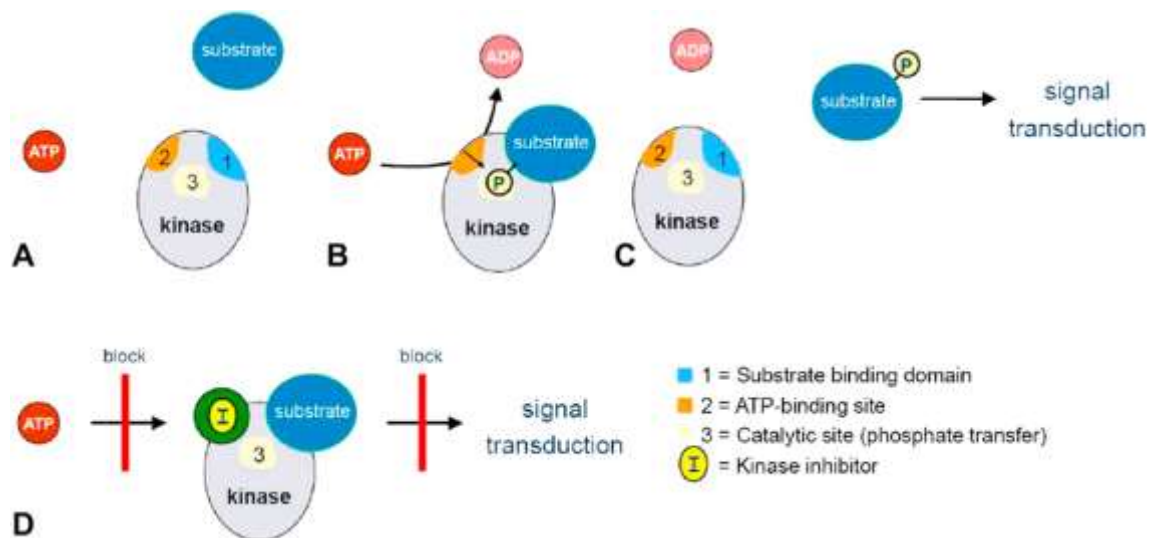 substrate
ATP
2
1
3
kinase
A
ADP
ATP
substrate
P
kinase
B
ADP
2
1
3
kinase
C
P
substrate
signal
transduction
block
block
ATP
I
substrate
3
kinase
signal
transduction
D
1 = Substrate binding domain
2 = ATP-binding site
3 = Catalytic site (phosphate transfer)
I = Kinase inhibitor